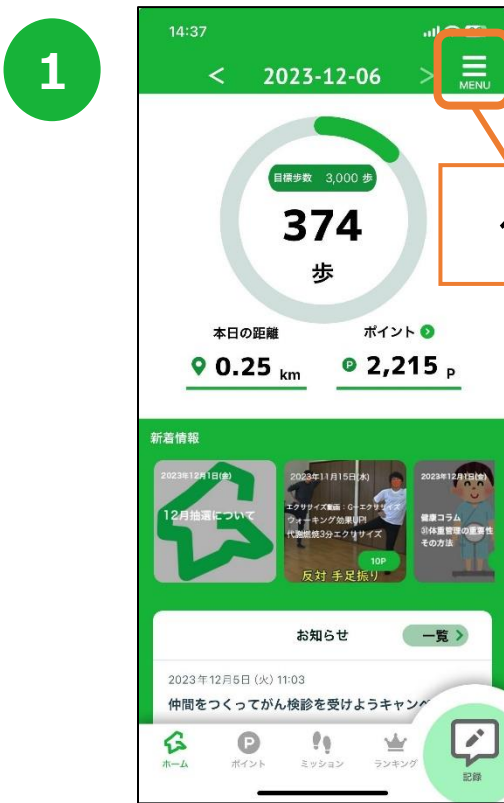 1
14:37
< 2023-12-06 >
MENU
目標歩数 3,000 歩
374
歩
本日の距離
ポイント
0.25 km
P 2,215 P
新着情報
2023年12月1日(金)
12月抽選について
2023年11月15日(水)
エクササイズ動画:G-エクササイズ
ウォーキング効果UP!
代謝燃焼3分エクササイズ
10P
反対 手足振り
2023年12月1日(金)
健康コラム
その方法
お知らせ
一覧 >
2023年12月5日 (火) 11:03
仲間をつくってがん検診を受けようキャン
ホーム
P
ポイント
ミッション
ランキング
記録